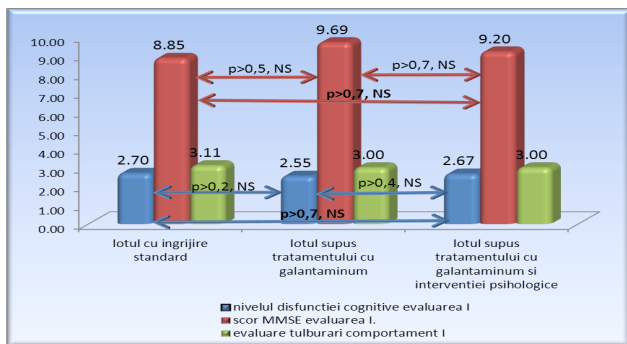 10.00
9.00
8.00
7.00
6.00
5.00
4.00
3.00
2.00
1.00
0.00
8.85
9.69
9.20
p>0,5, NS
p>0,7, NS
p>0,7, NS
2.70
3.11
2.55
3.00
2.67
3.00
p>0,2, NS
p>0,4, NS
p>0,7, NS
lotul cu ingrijire
standard
lotul supus
tratamentului cu
galantaminum
lotul supus
tratamentului cu
galantaminum si
interventiei psihologice
nivelul disfunctiei cognitive evaluarea I
scor MMSE evaluarea I.
evaluare tulburari comportament I